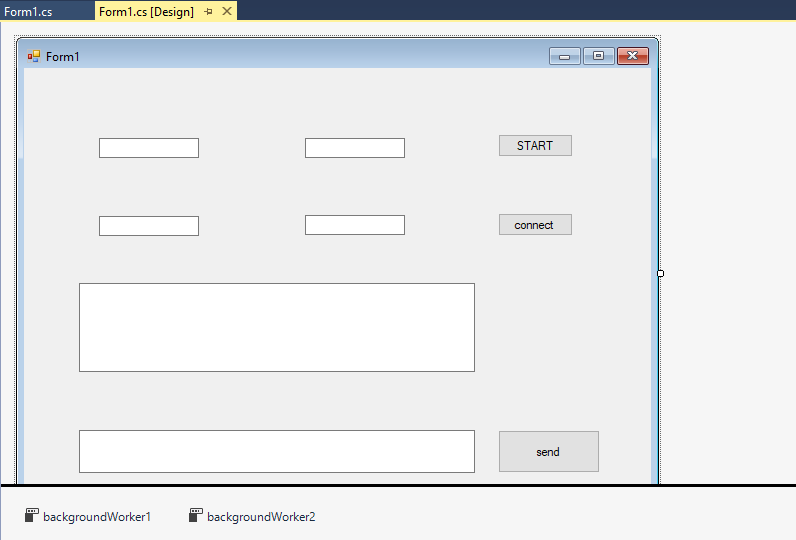 Form1.cs
Form1.cs [Design]
Form1
START
connect
send
backgroundWorker1
backgroundWorker2